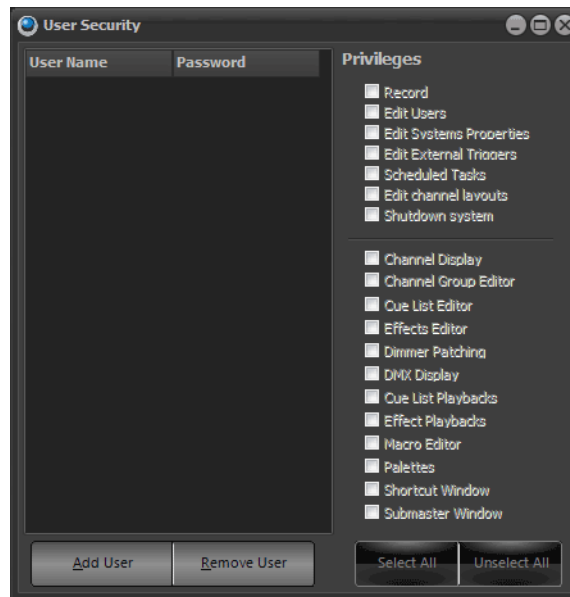 User Security
User Name Password
Privileges
Record
Edit Users
Edit Systems Properties
Edit External Triggers
Scheduled Tasks
Edit channel layouts
Shutdown system
Channel Display
Channel Group Editor
Cue List Editor
Effects Editor
Dimmer Patching
DMX Display
Cue List Playbacks
Effect Playbacks
Macro Editor
Palettes
Shortcut Window
Submaster Window
Add User Remove User
Select All Unselect All